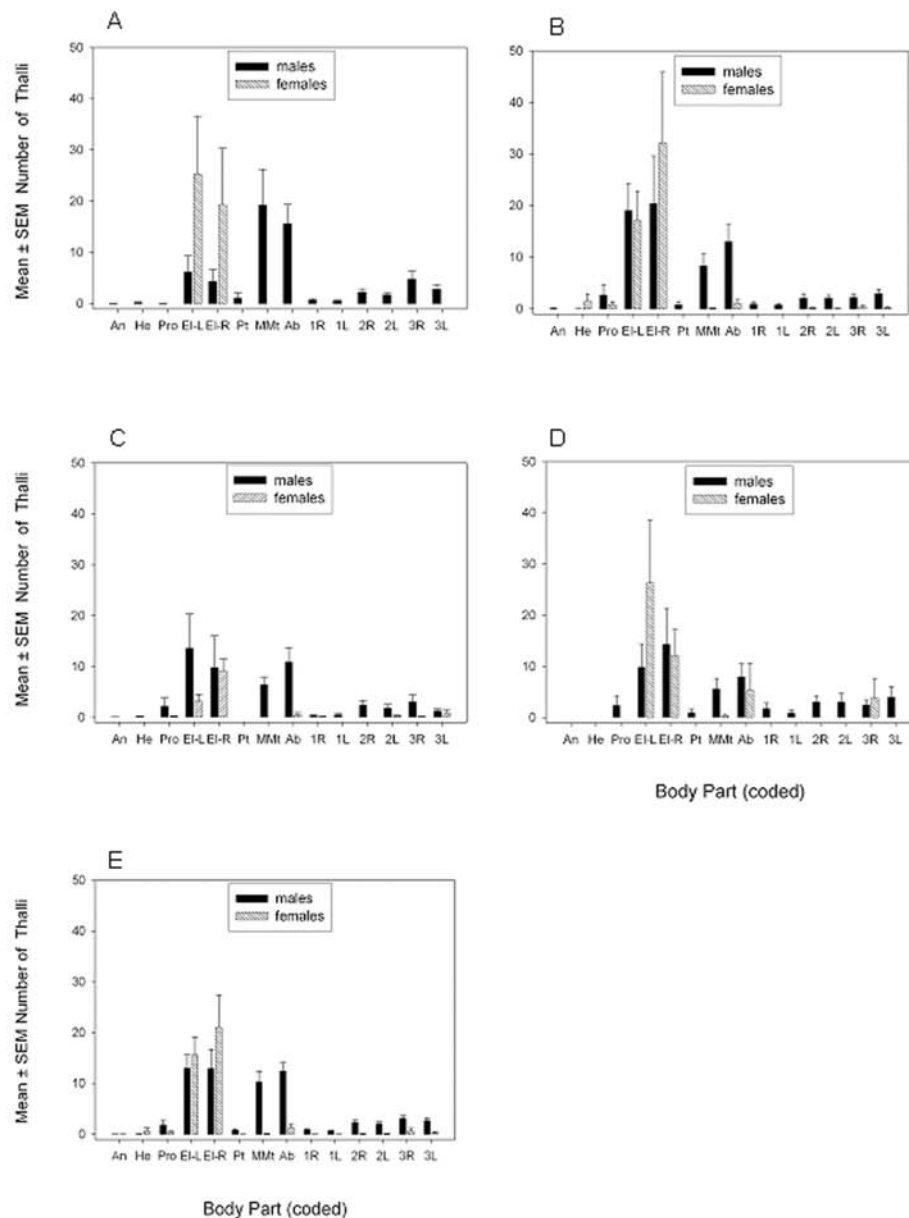 A
Mean ± SEM Number of Thalli
50
40
30
20
10
0
males
females
An He Pro El-L El-R Pt MMt Ab 1R 1L 2R 2L 3R 3L
B
50
40
30
20
10
0
males
females
An He Pro El-L El-R Pt MMt Ab 1R 1L 2R 2L 3R 3L
C
Mean ± SEM Number of Thalli
50
40
30
20
10
0
males
females
An He Pro El-L El-R Pt MMt Ab 1R 1L 2R 2L 3R 3L
D
50
40
30
20
10
0
males
females
An He Pro El-L El-R Pt MMt Ab 1R 1L 2R 2L 3R 3L
Body Part (coded)
E
Mean ± SEM Number of Thalli
50
40
30
20
10
0
males
females
An He Pro El-L El-R Pt MMt Ab 1R 1L 2R 2L 3R 3L
Body Part (coded)